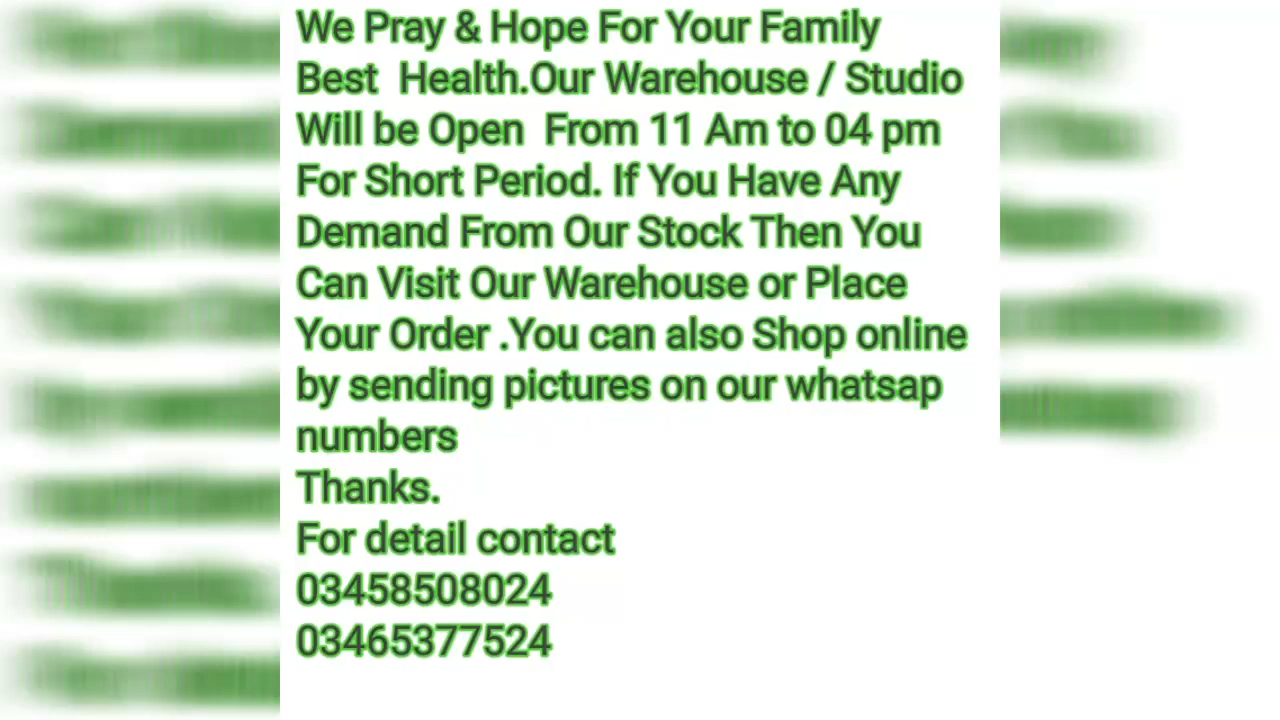 We Pray & Hope For Your Family
Best  Health.Our Warehouse / Studio
Will be Open  From 11 Am to 04 pm
For Short Period. If You Have Any
Demand From Our Stock Then You
Can Visit Our Warehouse or Place
Your Order .You can also Shop online
by sending pictures on our whatsap
numbers
Thanks.
For detail contact
03458508024
03465377524